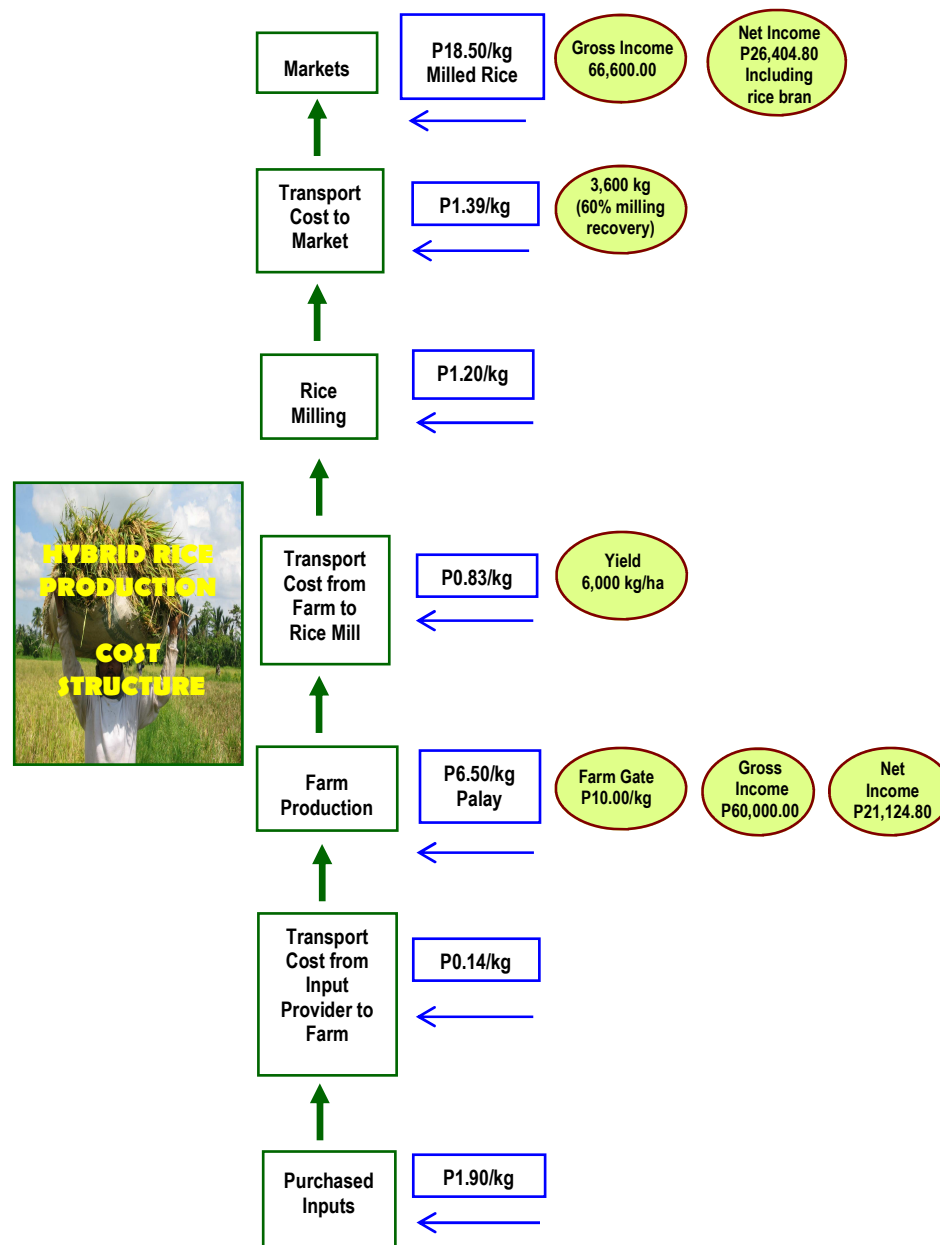 Markets
P18.50/kg
Milled Rice
Gross Income
66,600.00
Net Income
P26,404.80
Including
rice bran
Transport
Cost to
Market
P1.39/kg
3,600 kg
(60% milling
recovery)
Rice
Milling
P1.20/kg
HYBRID RICE
PRODUCTION
COST
STRUCTURE
Transport
Cost from
Farm to
Rice Mill
P0.83/kg
Yield
6,000 kg/ha
Farm
Production
P6.50/kg
Palay
Farm Gate
P10.00/kg
Gross
Income
P60,000.00
Net
Income
P21,124.80
Transport
Cost from
Input
Provider to
Farm
P0.14/kg
Purchased
Inputs
P1.90/kg